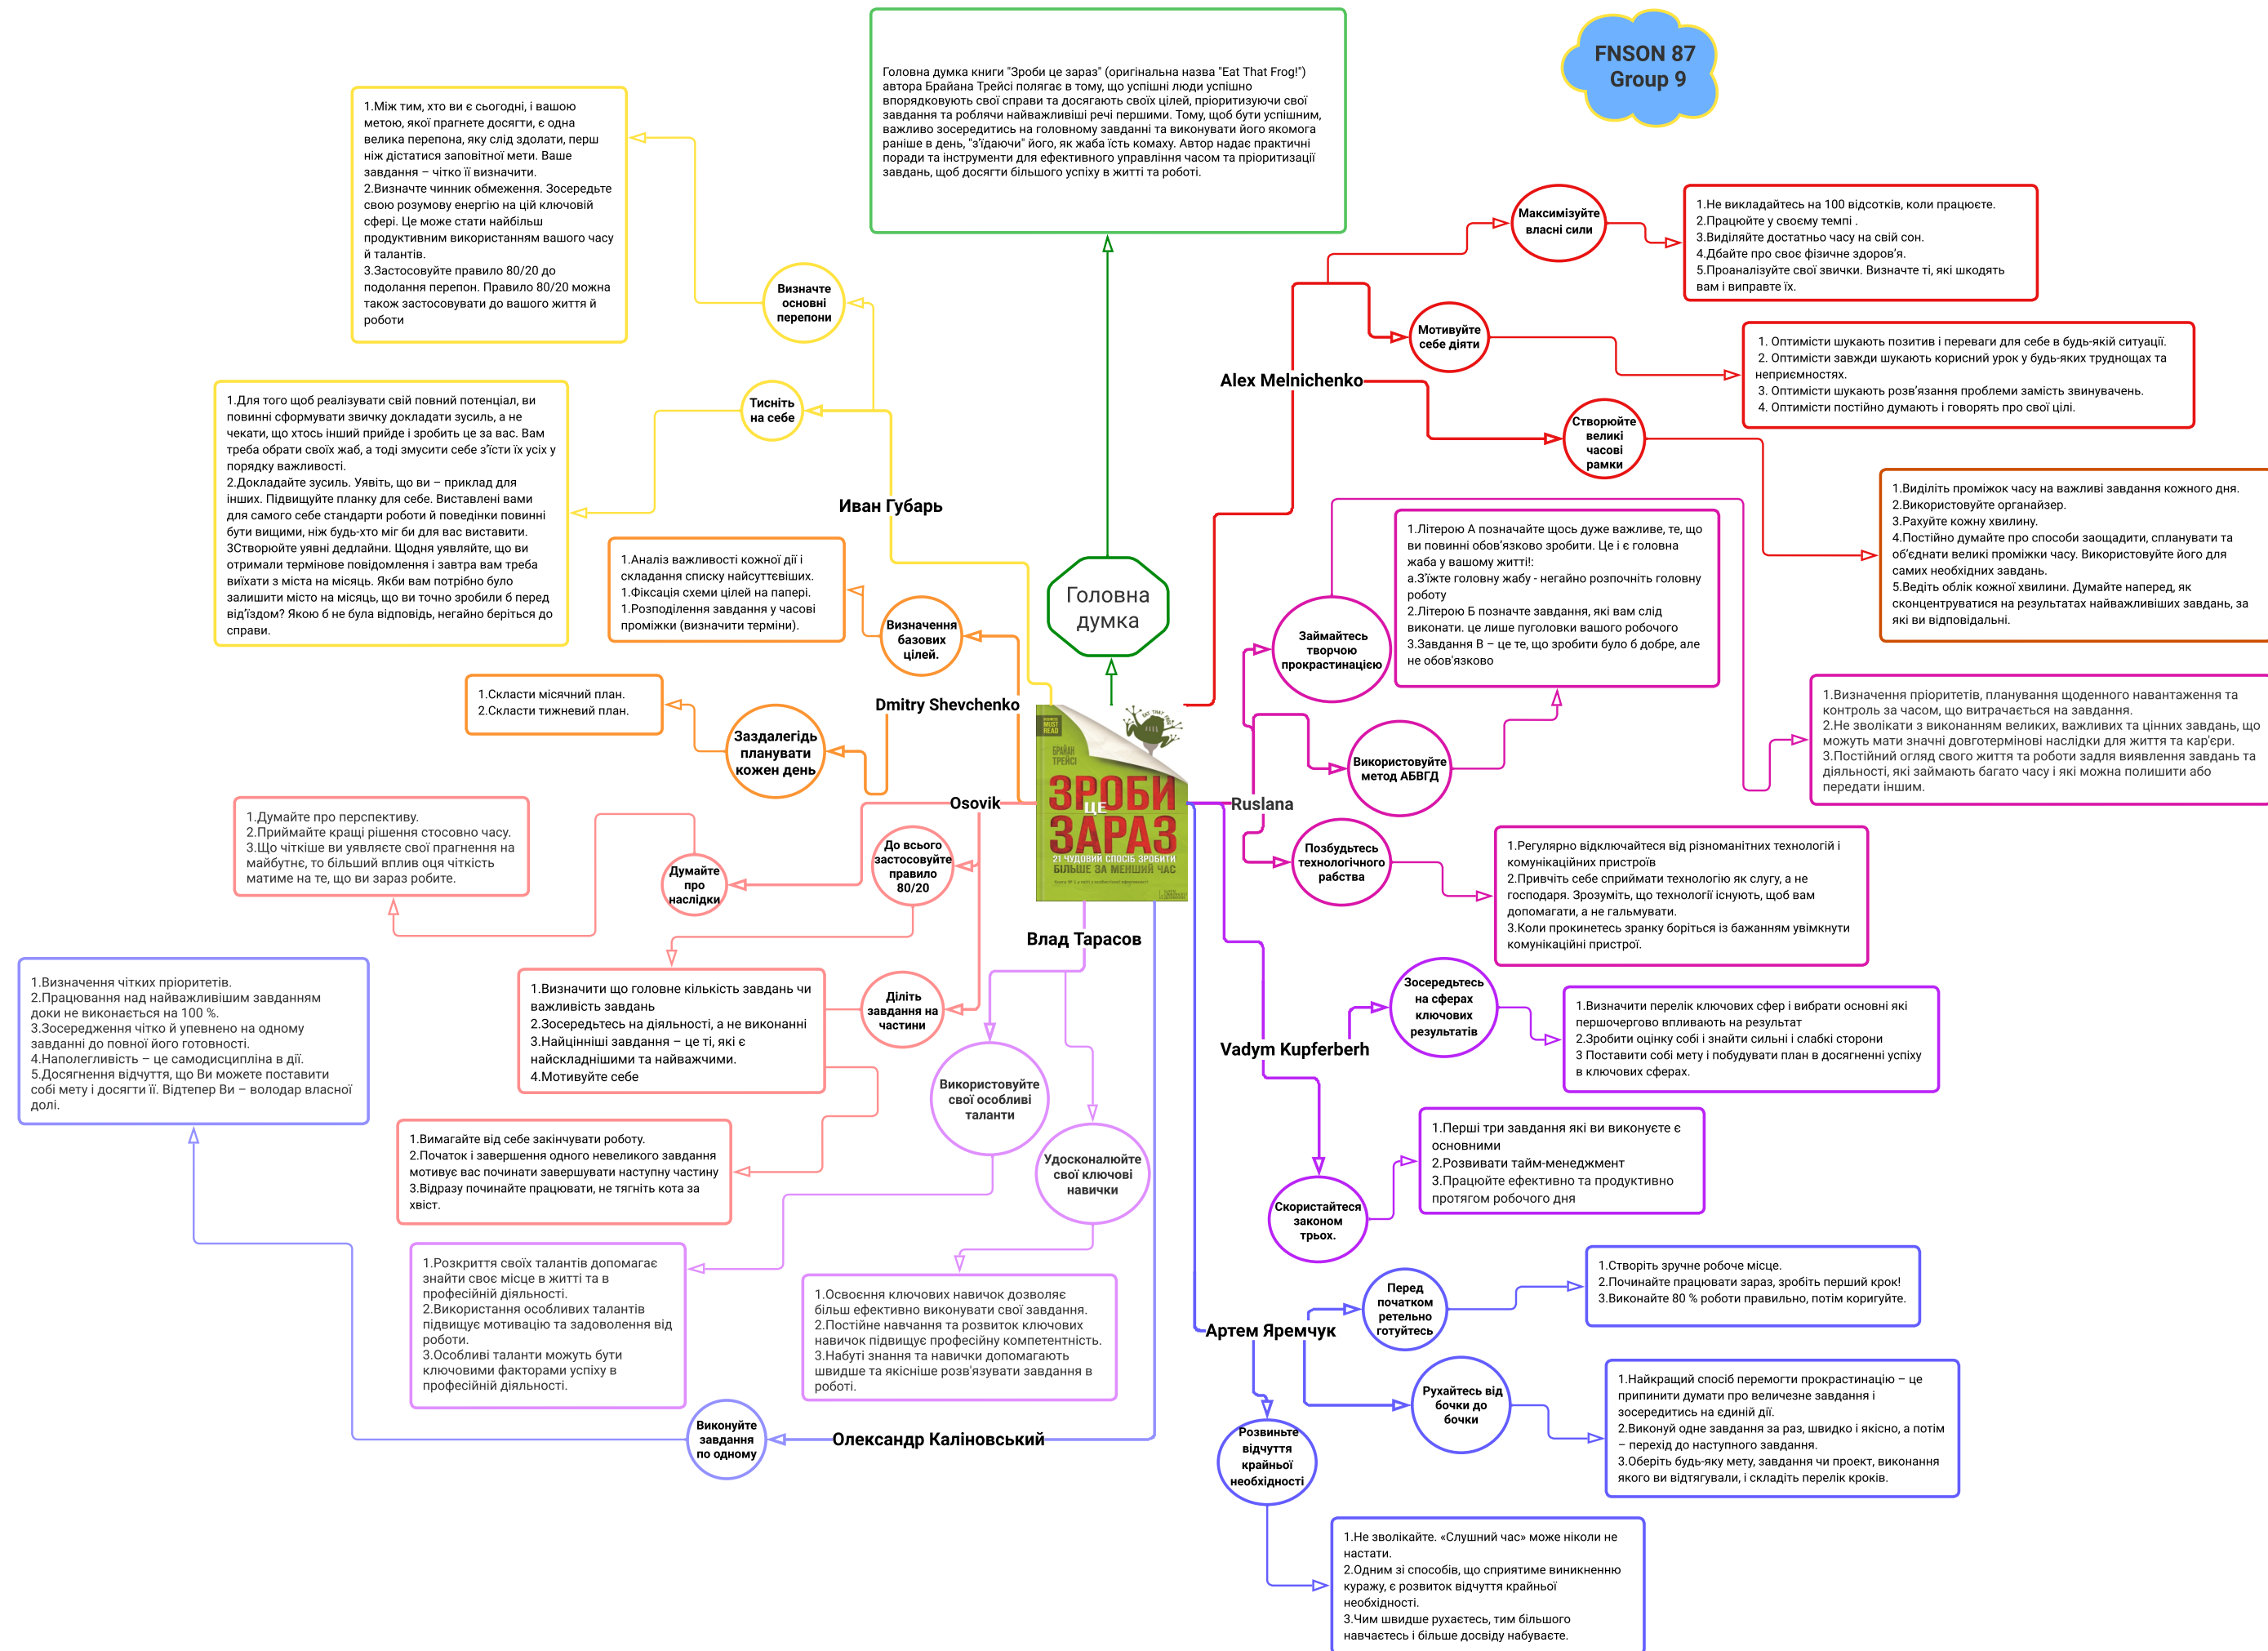 FNSON 87
Group 9
Головна думка книги "Зроби це зараз" (оригінальна назва "Eat That Frog!")
автора Брайана Трейсі полягає в тому, що успішні люди успішно
впорядковують свої справи та досягають своїх цілей, пріоритизуючи свої
завдання та роблячи найважливіші речі першими. Тому, щоб бути успішним,
важливо зосередитись на головному завданні та виконувати його якомога
раніше в день, "з'їдаючи" його, як жаба їсть комаху. Автор надає практичні
поради та інструменти для ефективного управління часом та пріоритизації
завдань, щоб досягти більшого успіху в житті та роботі.
Головна
думка
1.Між тим, хто ви є сьогодні, і вашою
метою, якої прагнете досягти, є одна
велика перепона, яку слід здолати, перш
ніж дістатися заповітної мети. Ваше
завдання – чітко її визначити.
2.Визначте чинник обмеження. Зосередьте
свою розумову енергію на цій ключовій
сфері. Це може стати найбільш
продуктивним використанням вашого часу
й талантів.
3.Застосовуйте правило 80/20 до
подолання перепон. Правило 80/20 можна
також застосовувати до вашого життя й
роботи
Визначте
основні
перепони
1.Для того щоб реалізувати свій повний потенціал, ви
повинні сформувати звичку докладати зусиль, а не
чекати, що хтось інший прийде і зробить це за вас. Вам
треба обрати своїх жаб, а тоді змусити себе з’їсти їх усіх у
порядку важливості.
2.Докладайте зусиль. Уявіть, що ви – приклад для
інших. Підвищуйте планку для себе. Виставлені вами
для самого себе стандарти роботи й поведінки повинні
бути вищими, ніж будь-хто міг би для вас виставити.
3Створюйте уявні дедлайни. Щодня уявляйте, що ви
отримали термінове повідомлення і завтра вам треба
виїхати з міста на місяць. Якби вам потрібно було
залишити місто на місяць, що ви точно зробили б перед
від’їздом? Якою б не була відповідь, негайно беріться до
справи.
Тисніть
на себе
Иван Губарь
1.Аналіз важливості кожної дії і
складання списку найсуттєвіших.
1.Фіксація схеми цілей на папері.
1.Розподілення завдання у часові
проміжки (визначити терміни).
Визначення
базових
цілей.
1.Скласти місячний план.
2.Скласти тижневий план.
Заздалегідь
планувати
кожен день
Dmitry Shevchenko
Osovik
1.Думайте про перспективу.
2.Приймайте кращі рішення стосовно часу.
3.Що чіткіше ви уявляєте свої прагнення на
майбутнє, то більший вплив оця чіткість
матиме на те, що ви зараз робите.
Думайте
про
наслідки
До всього
застосовуйте
правило
80/20
1.Визначити що головне кількість завдань чи
важливість завдань
2.Зосередьтесь на діяльності, а не виконанні
3.Найцінніші завдання – це ті, які є
найскладнішими та найважчими.
4.Мотивуйте себе
Діліть
завдання на
частини
1.Вимагайте від себе закінчувати роботу.
2.Початок і завершення одного невеликого завдання
мотивує вас починати завершувати наступну частину
3.Відразу починайте працювати, не тягніть кота за
хвіст.
Влад Тарасов
Використовуйте
свої особливі
таланти
Удосконалюйте
свої ключові
навички
1.Розкриття своїх талантів допомагає
знайти своє місце в житті та в
професійній діяльності.
2.Використання особливих талантів
підвищує мотивацію та задоволення від
роботи.
3.Особливі таланти можуть бути
ключовими факторами успіху в
професійній діяльності.
1.Освоєння ключових навичок дозволяє
більш ефективно виконувати свої завдання.
2.Постійне навчання та розвиток ключових
навичок підвищує професійну компетентність.
3.Набуті знання та навички допомагають
швидше та якісніше розв'язувати завдання в
роботі.
1.Визначення чітких пріоритетів.
2.Працювання над найважливішим завданням
доки не виконається на 100 %.
3.Зосередження чітко й упевнено на одному
завданні до повної його готовності.
4.Наполегливість – це самодисципліна в дії.
5.Досягнення відчуття, що Ви можете поставити
собі мету і досягти її. Відтепер Ви – володар власної
долі.
Виконуйте
завдання
по одному
Олександр Каліновський
MUST
READ
EAT THAT FROG
БРАЙАН
ТРЕЙСІ
ЗРОБИ
ЦЕ
ЗАРАЗ
21 ЧУДОВИЙ СПОСІБ ЗРОБИТИ
БІЛЬШЕ ЗА МЕНШИЙ ЧАС
Alex Melnichenko
Максимізуйте
власні сили
1.Не викладайтесь на 100 відсотків, коли працюєте.
2.Працюйте у своєму темпі .
3.Виділяйте достатньо часу на свій сон.
4.Дбайте про своє фізичне здоров’я.
5.Проаналізуйте свої звички. Визначте ті, які шкодять
вам і виправте їх.
Мотивуйте
себе діяти
1. Оптимісти шукають позитив і переваги для себе в будь-якій ситуації.
2. Оптимісти завжди шукають корисний урок у будь-яких труднощах та
неприємностях.
3. Оптимісти шукають розв’язання проблеми замість звинувачень.
4. Оптимісти постійно думають і говорять про свої цілі.
Створюйте
великі
часові
рамки
1.Виділіть проміжок часу на важливі завдання кожного дня.
2.Використовуйте органайзер.
3.Рахуйте кожну хвилину.
4.Постійно думайте про способи заощадити, спланувати та
об’єднати великі проміжки часу. Використовуйте його для
самих необхідних завдань.
5.Ведіть облік кожної хвилини. Думайте наперед, як
сконцентруватися на результатах найважливіших завдань, за
які ви відповідальні.
Ruslana
Займайтесь
творчою
прокрастинацією
1.Літерою А позначайте щось дуже важливе, те, що
ви повинні обов’язково зробити. Це і є головна
жаба у вашому житті!:
а.З’їжте головну жабу - негайно розпочніть головну
роботу
2.Літерою Б позначте завдання, які вам слід
виконати. це лише пуголовки вашого робочого
3.Завдання В – це те, що зробити було б добре, але
не обов'язково
Використовуйте
метод АБВГД
1.Визначення пріоритетів, планування щоденного навантаження та
контроль за часом, що витрачається на завдання.
2.Не зволікати з виконанням великих, важливих та цінних завдань, що
можуть мати значні довготермінові наслідки для життя та кар'єри.
3.Постійний огляд свого життя та роботи задля виявлення завдань та
діяльності, які займають багато часу і які можна полишити або
передати іншим.
Позбудьтесь
технологічного
рабства
1.Регулярно відключайтеся від різноманітних технологій і
комунікаційних пристроїв
2.Привчіть себе сприймати технологію як слугу, а не
господаря. Зрозуміть, що технології існують, щоб вам
допомагати, а не гальмувати.
3.Коли прокинетесь зранку боріться із бажанням увімкнути
комунікаційні пристрої.
Vadym Kupferberh
Зосередьтесь
на сферах
ключових
результатів
1.Визначити перелік ключових сфер і вибрати основні які
першочергово впливають на результат
2.Зробити оцінку собі і знайти сильні і слабкі сторони
3 Поставити собі мету і побудувати план в досягненні успіху
в ключових сферах.
Скористайтеся
законом
трьох.
1.Перші три завдання які ви виконуєте є
основними
2.Розвивати тайм-менеджмент
3.Працюйте ефективно та продуктивно
протягом робочого дня
Артем Яремчук
Перед
початком
ретельно
готуйтесь
1.Створіть зручне робоче місце.
2.Починайте працювати зараз, зробіть перший крок!
3.Виконайте 80 % роботи правильно, потім коригуйте.
Рухайтесь від
бочки до
бочки
1.Найкращий спосіб перемогти прокрастинацію – це
припинити думати про величезне завдання і
зосередитись на єдиній дії.
2.Виконуй одне завдання за раз, швидко і якісно, а потім
– перехід до наступного завдання.
3.Оберіть будь-яку мету, завдання чи проект, виконання
якого ви відтягували, і складіть перелік кроків.
Розвиньте
відчуття
крайньої
необхідності
1.Не зволікайте. «Слушний час» може ніколи не
настати.
2.Одним зі способів, що сприятиме виникненню
куражу, є розвиток відчуття крайньої
необхідності.
3.Чим швидше рухаєтесь, тим більшого
навчаєтесь і більше досвіду набуваєте.